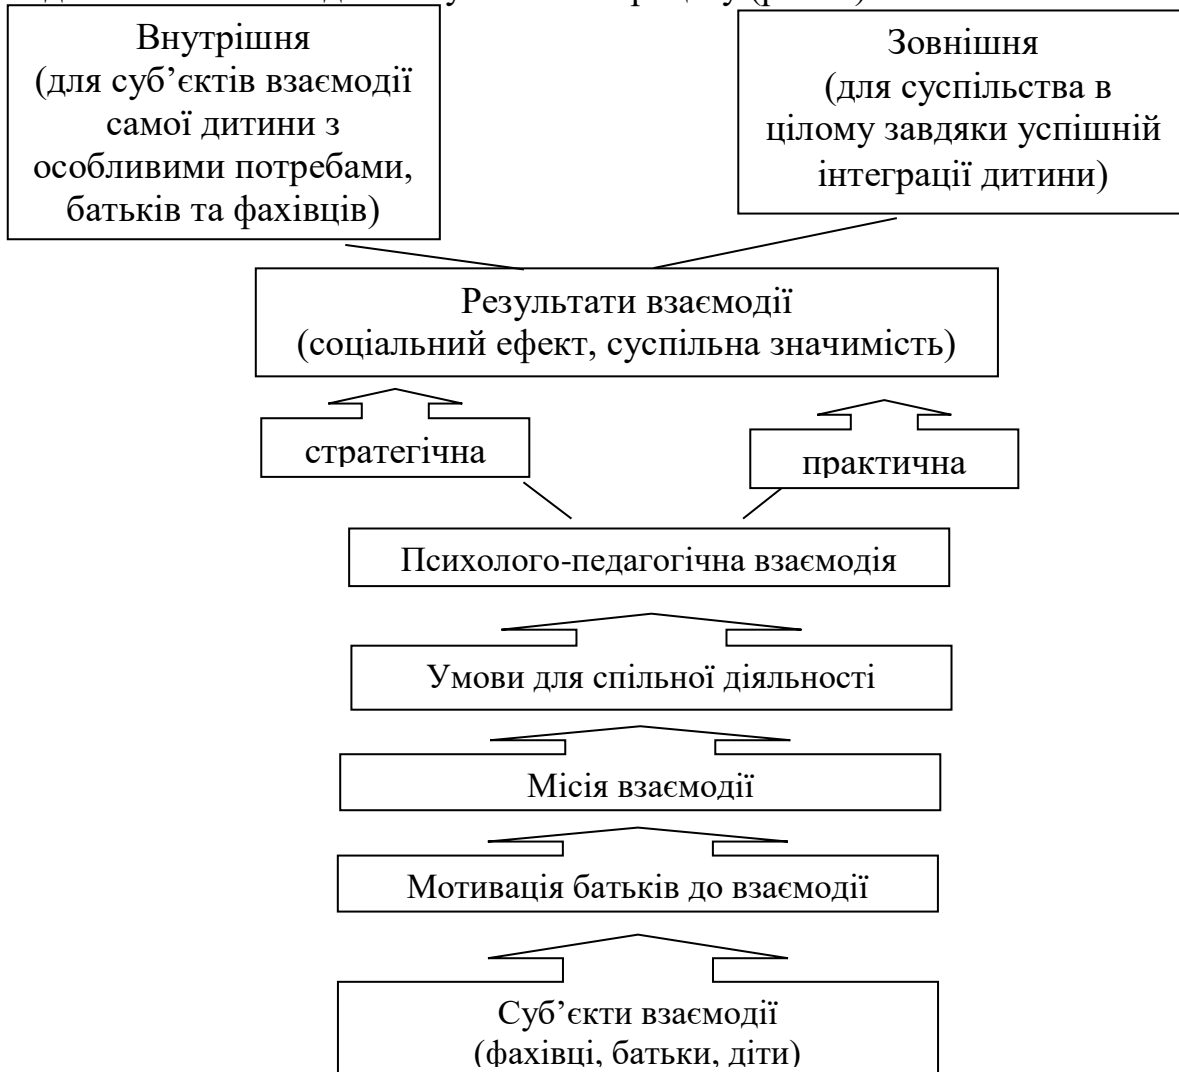 Внутрішня
(для суб’єктів взаємодії
самої дитини з
особливими потребами,
батьків та фахівців)
Зовнішня
(для суспільства в
цілому завдяки успішній
інтеграції дитини)
Результати взаємодії
(соціальний ефект, суспільна значимість)
стратегічна
практична
Психолого-педагогічна взаємодія
Умови для спільної діяльності
Місія взаємодії
Мотивація батьків до взаємодії
Суб’єкти взаємодії
(фахівці, батьки, діти)